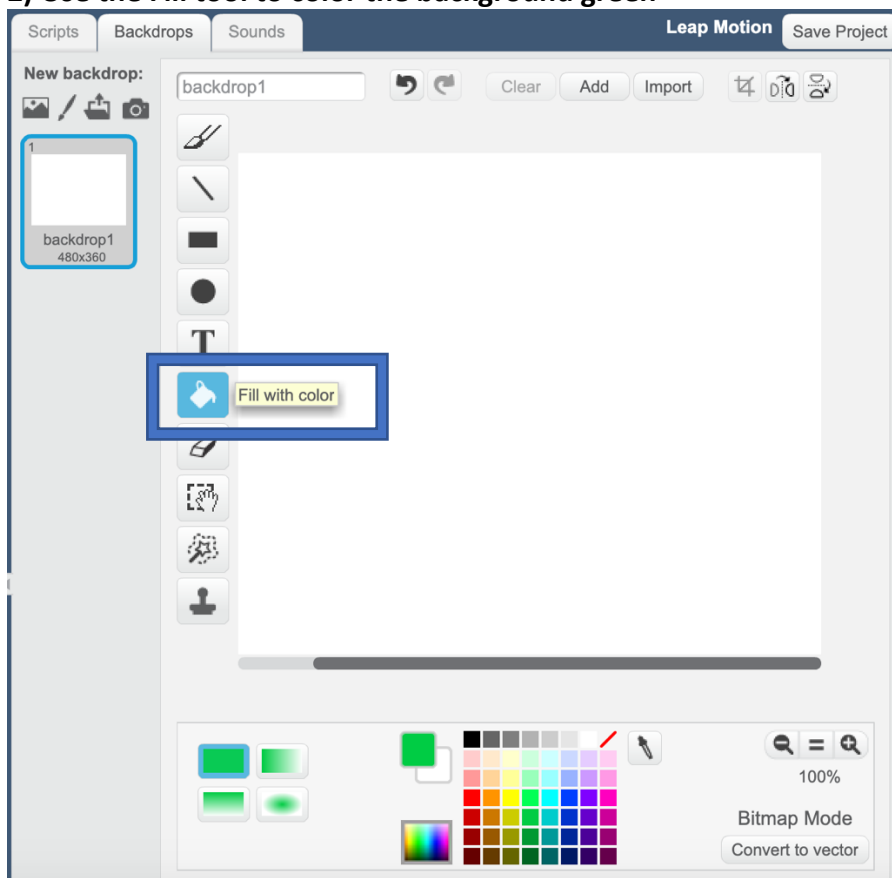 Scripts Backdrops Sounds Leap Motion Save Project
New backdrop:
backdrop1 Clear Add Import
1
backdrop1
480x360
T
Fill with color
100%
Bitmap Mode
Convert to vector